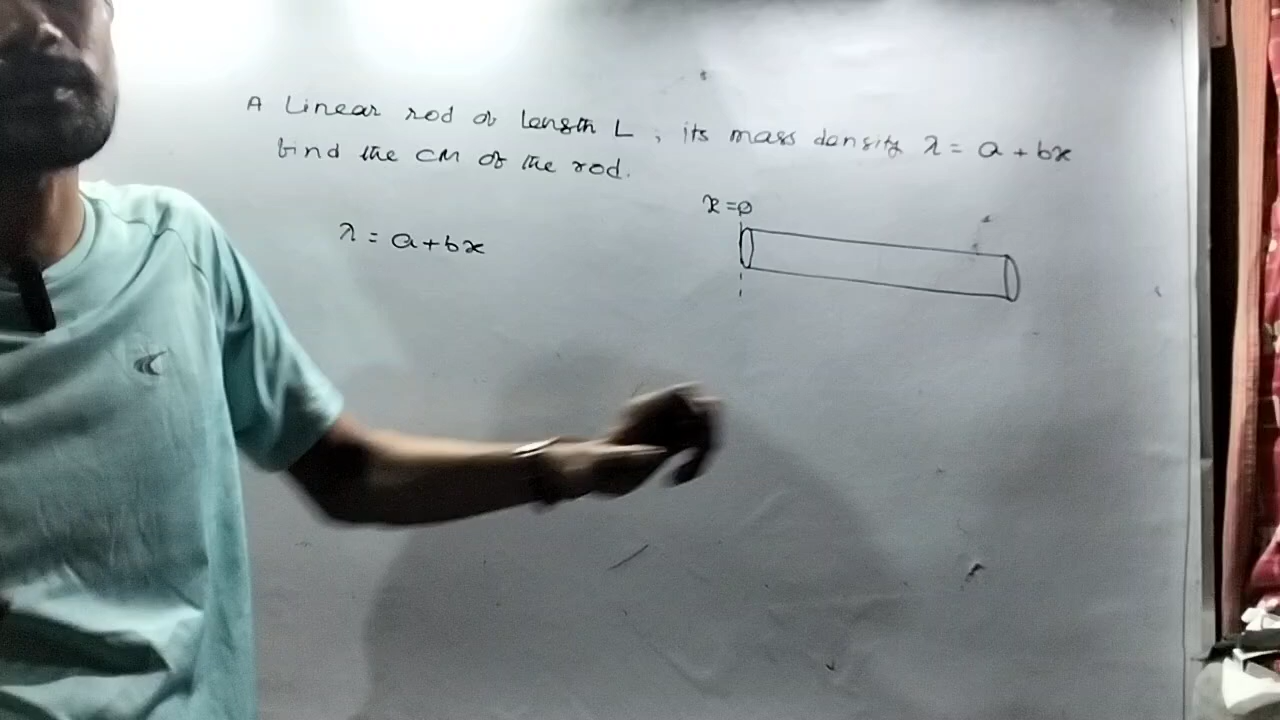 A Linear rod of length L, its mass density λ = a + bx
find the CM of the rod.
x=0
λ = a+bx